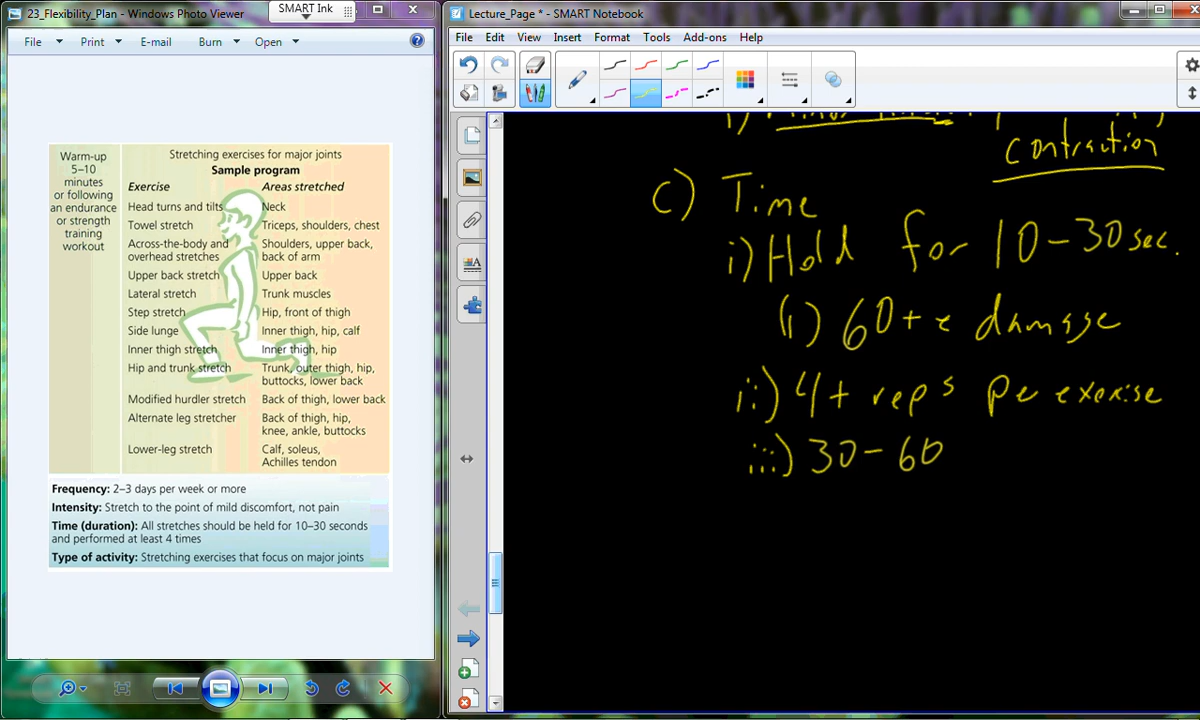 23_Flexibility_Plan - Windows Photo Viewer
SMART Ink
File Print E-mail Burn Open
Warm-up
5–10
minutes
or following
an endurance
or strength
training
workout
Stretching exercises for major joints
Sample program
Exercise Areas stretched
Head turns and tilts Neck
Towel stretch Triceps, shoulders, chest
Across-the-body and Shoulders, upper back,
overhead stretches back of arm
Upper back stretch Upper back
Lateral stretch Trunk muscles
Step stretch Hip, front of thigh
Side lunge Inner thigh, hip, calf
Inner thigh stretch Inner thigh, hip
Hip and trunk stretch Trunk, outer thigh, hip,
buttocks, lower back
Modified hurdler stretch Back of thigh, lower back
Alternate leg stretcher Back of thigh, hip,
knee, ankle, buttocks
Lower-leg stretch Calf, soleus,
Achilles tendon
Frequency: 2–3 days per week or more
Intensity: Stretch to the point of mild discomfort, not pain
Time (duration): All stretches should be held for 10–30 seconds
and performed at least 4 times
Type of activity: Stretching exercises that focus on major joints
Lecture_Page * - SMART Notebook
File Edit View Insert Format Tools Add-ons Help
contraction
c) Time
i) Hold for 10-30 sec.
(i) 60+ damage
ii) 4+ reps per exercise
iii) 30-60